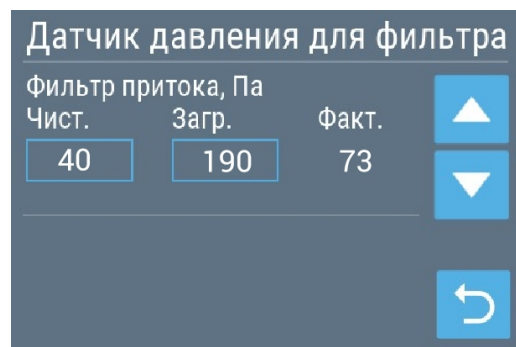 Датчик давления для фильтра
Фильтр притока, Па
Чист. Загр. Факт.
40 190 73